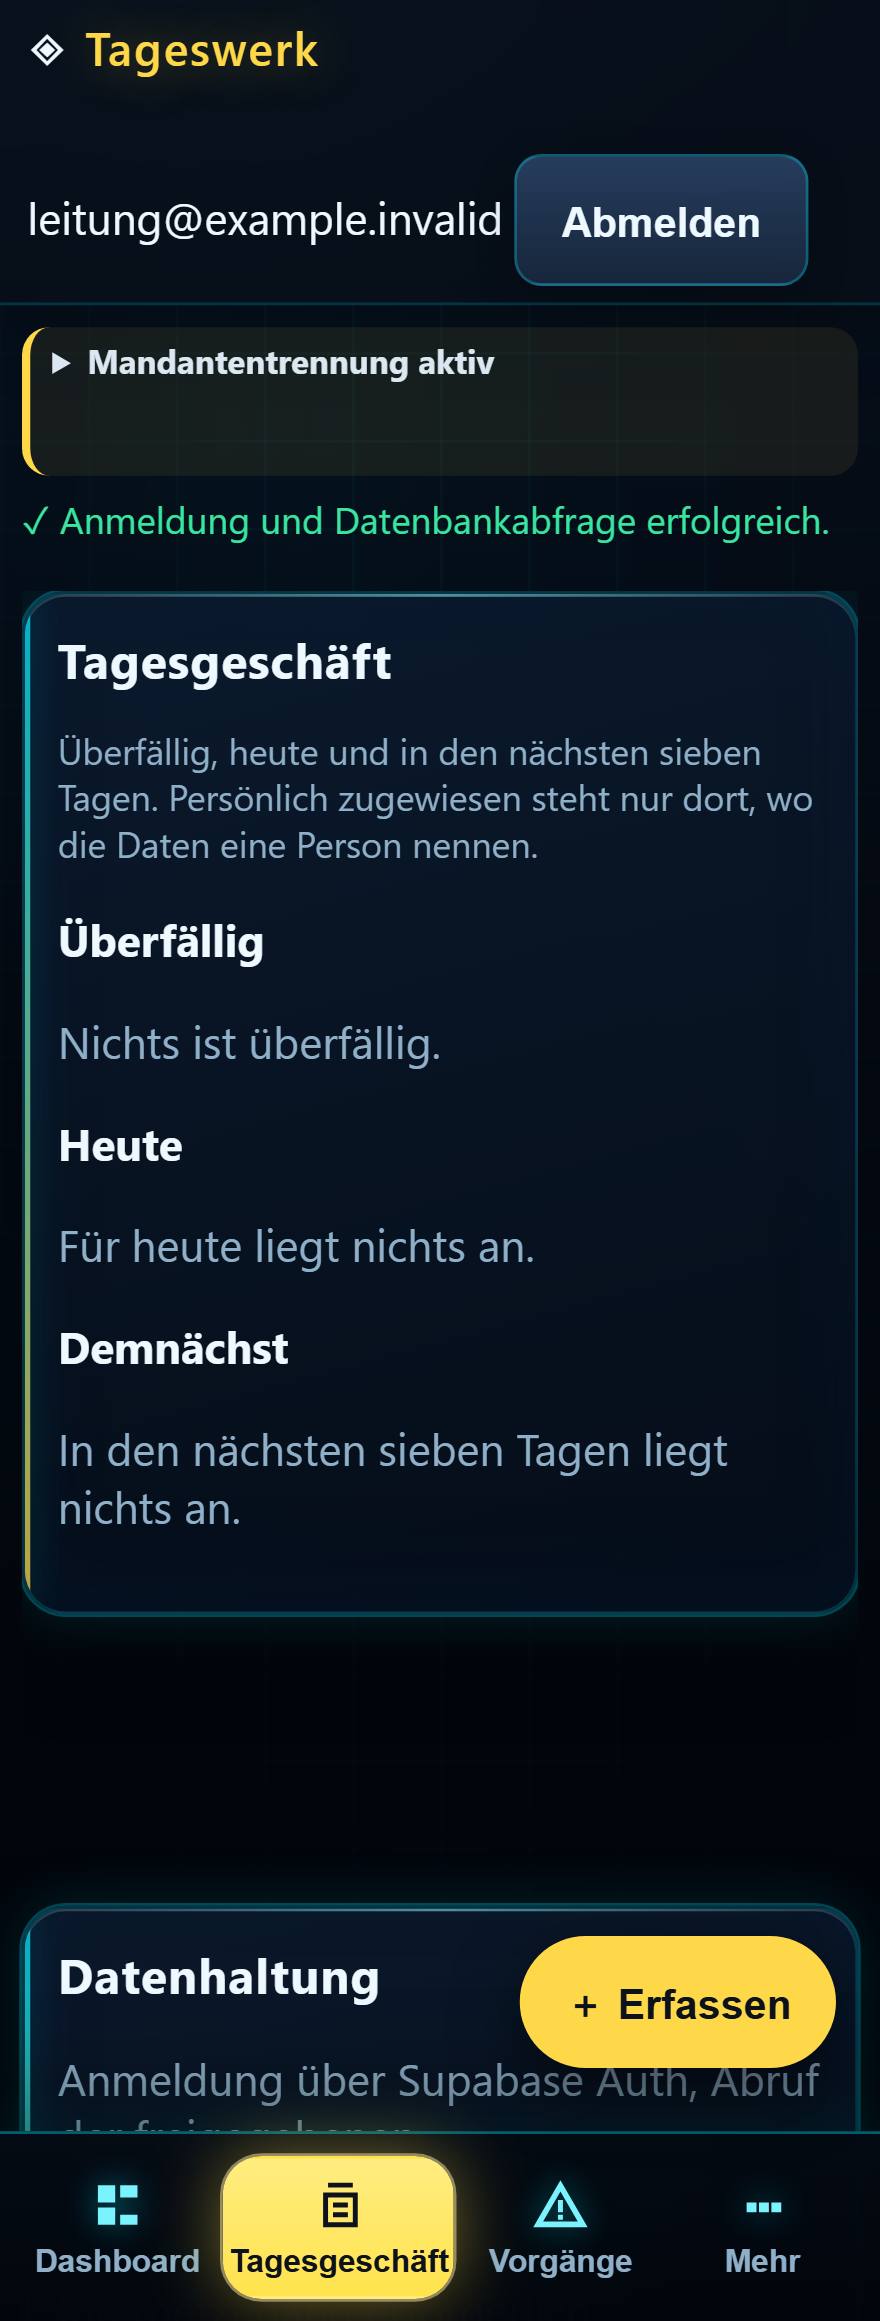 Tageswerk
leitung@example.invalid
Abmelden
Mandantentrennung aktiv
✓ Anmeldung und Datenbankabfrage erfolgreich.
Tagesgeschäft
Überfällig, heute und in den nächsten sieben
Tagen. Persönlich zugewiesen steht nur dort, wo
die Daten eine Person nennen.
Überfällig
Nichts ist überfällig.
Heute
Für heute liegt nichts an.
Demnächst
In den nächsten sieben Tagen liegt
nichts an.
Datenhaltung
+ Erfassen
Anmeldung über Supabase Auth, Abruf
Dashboard
Tagesgeschäft
Vorgänge
Mehr